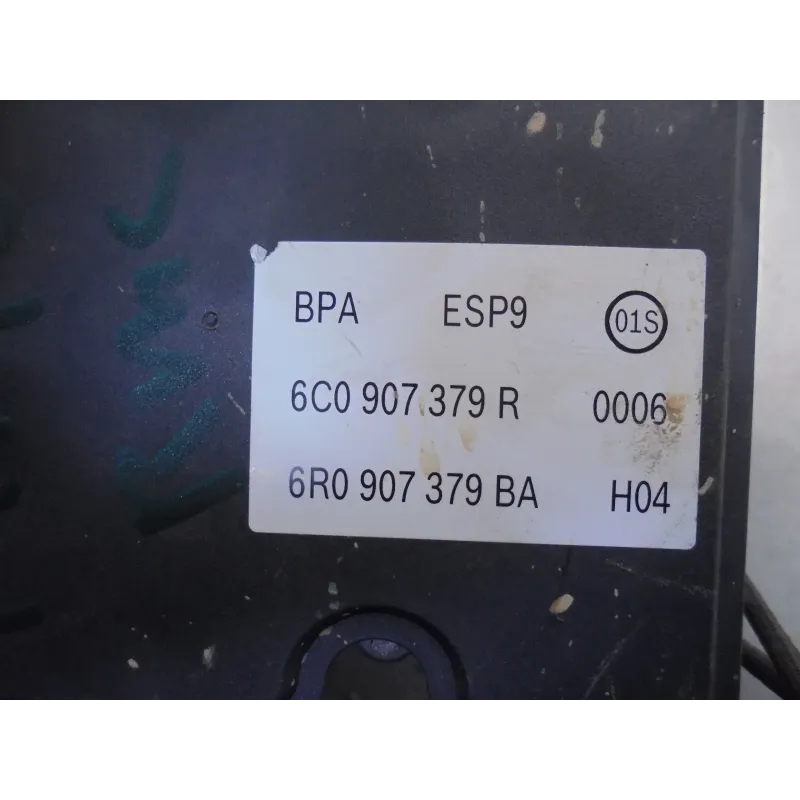 BPA ESP9 01S
6C0 907 379 R 0006
6R0 907 379 BA H04